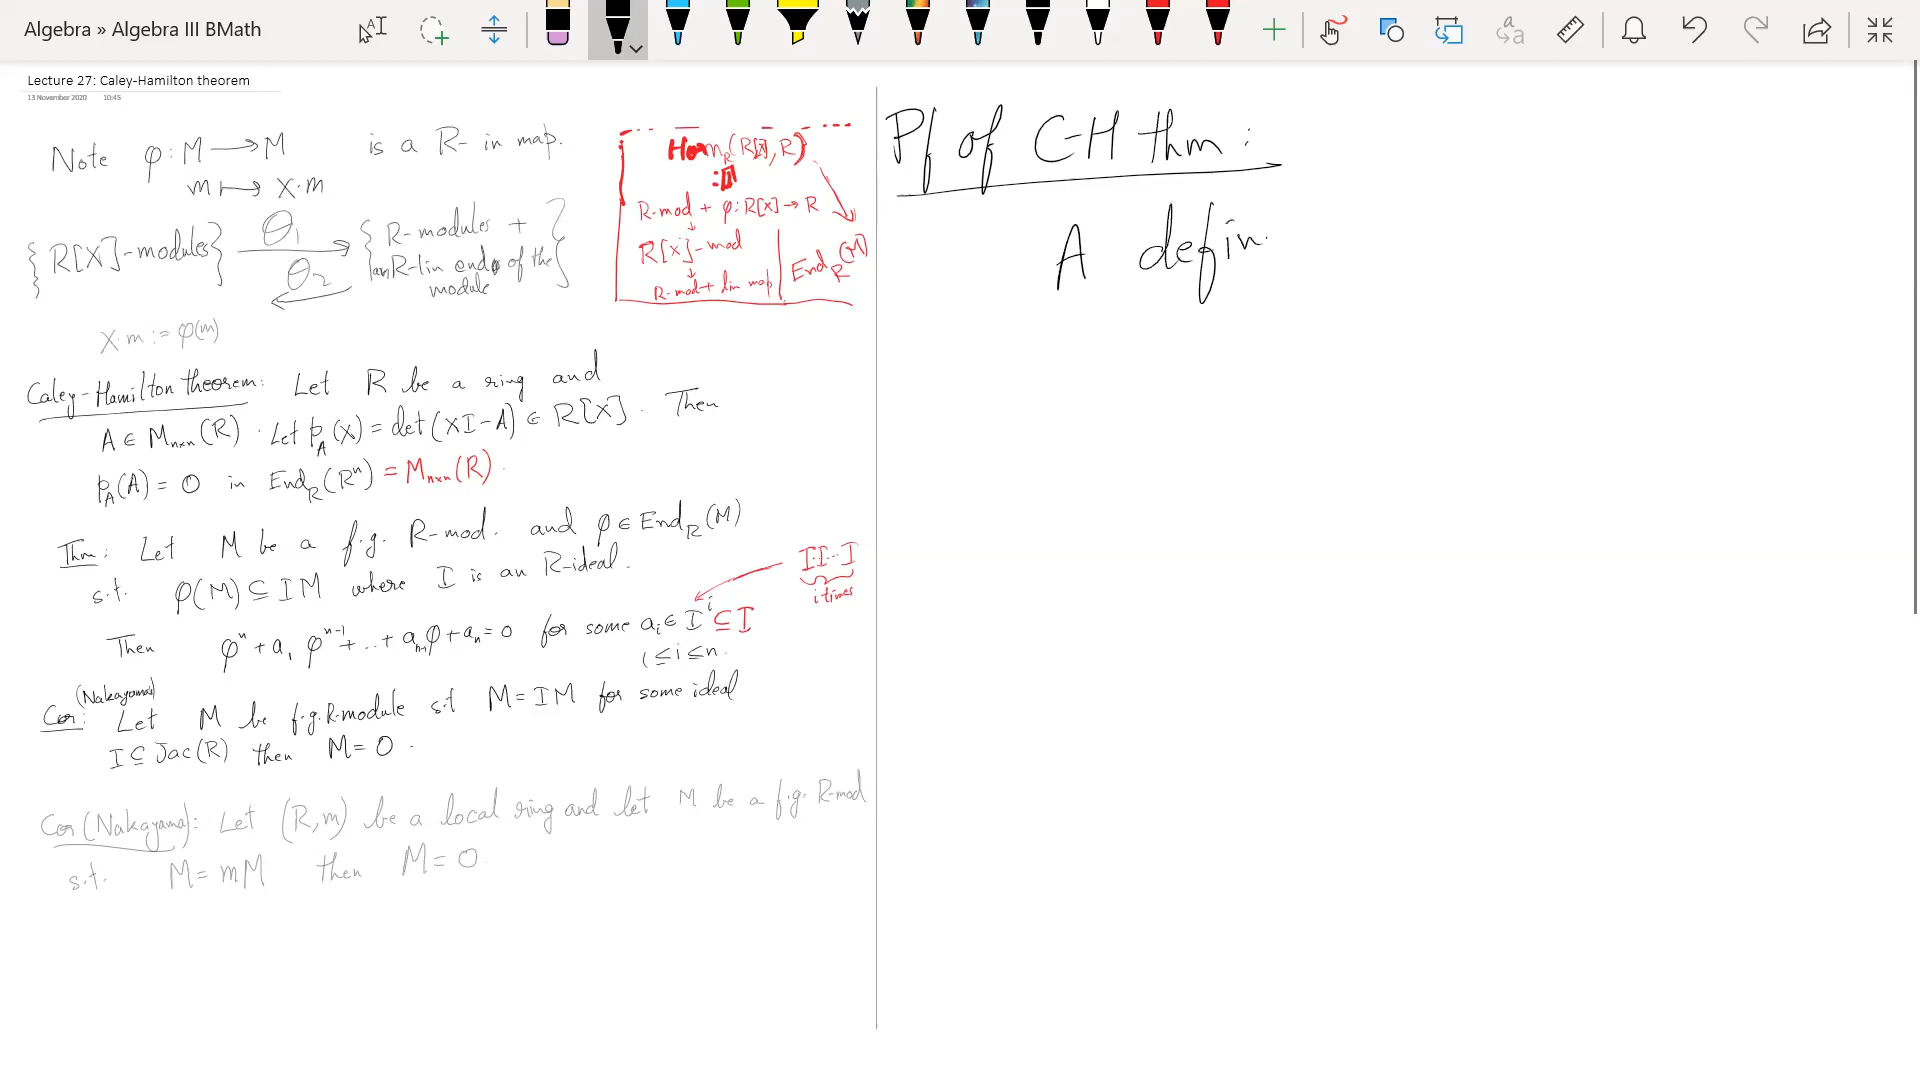 Algebra » Algebra III BMath
Lecture 27: Caley-Hamilton theorem
13 November 2020 10:45
Note φ: M ⟶ M is a R-lin map.
m ⟼ X·m
{R[X]-modules} θ₁ ⟶ ⟵ θ₂ {R-modules + an R-lin endo of the module}
X·m := φ(m)
Hom_R(R[x], R)
R-mod + φ: R[x] → R
↓
R[x]-mod
↓
R-mod + lin map
End_R(M)
Caley-Hamilton theorem: Let R be a ring and
A ∈ M_{n×n}(R). Let p_A(X) = det(XI-A) ∈ R[X]. Then
p_A(A) = 0 in End_R(Rⁿ) = M_{n×n}(R).
Thm: Let M be a f.g. R-mod. and φ ∈ End_R(M)
s.t. φ(M) ⊆ IM where I is an R-ideal.
Then φⁿ + a₁ φⁿ⁻¹ + ... + a_{n-1}φ + a_n = 0 for some a_i ∈ Iⁱ ⊆ I
1 ≤ i ≤ n.
I·I···I
i times
(Nakayama's)
Cor: Let M be f.g. R-module s.t M = IM for some ideal
I ⊆ Jac(R) then M = 0.
Cor (Nakayama): Let (R, m) be a local ring and let M be a f.g. R-mod
s.t. M = mM then M = 0.
Pf of C-H thm:
A defin